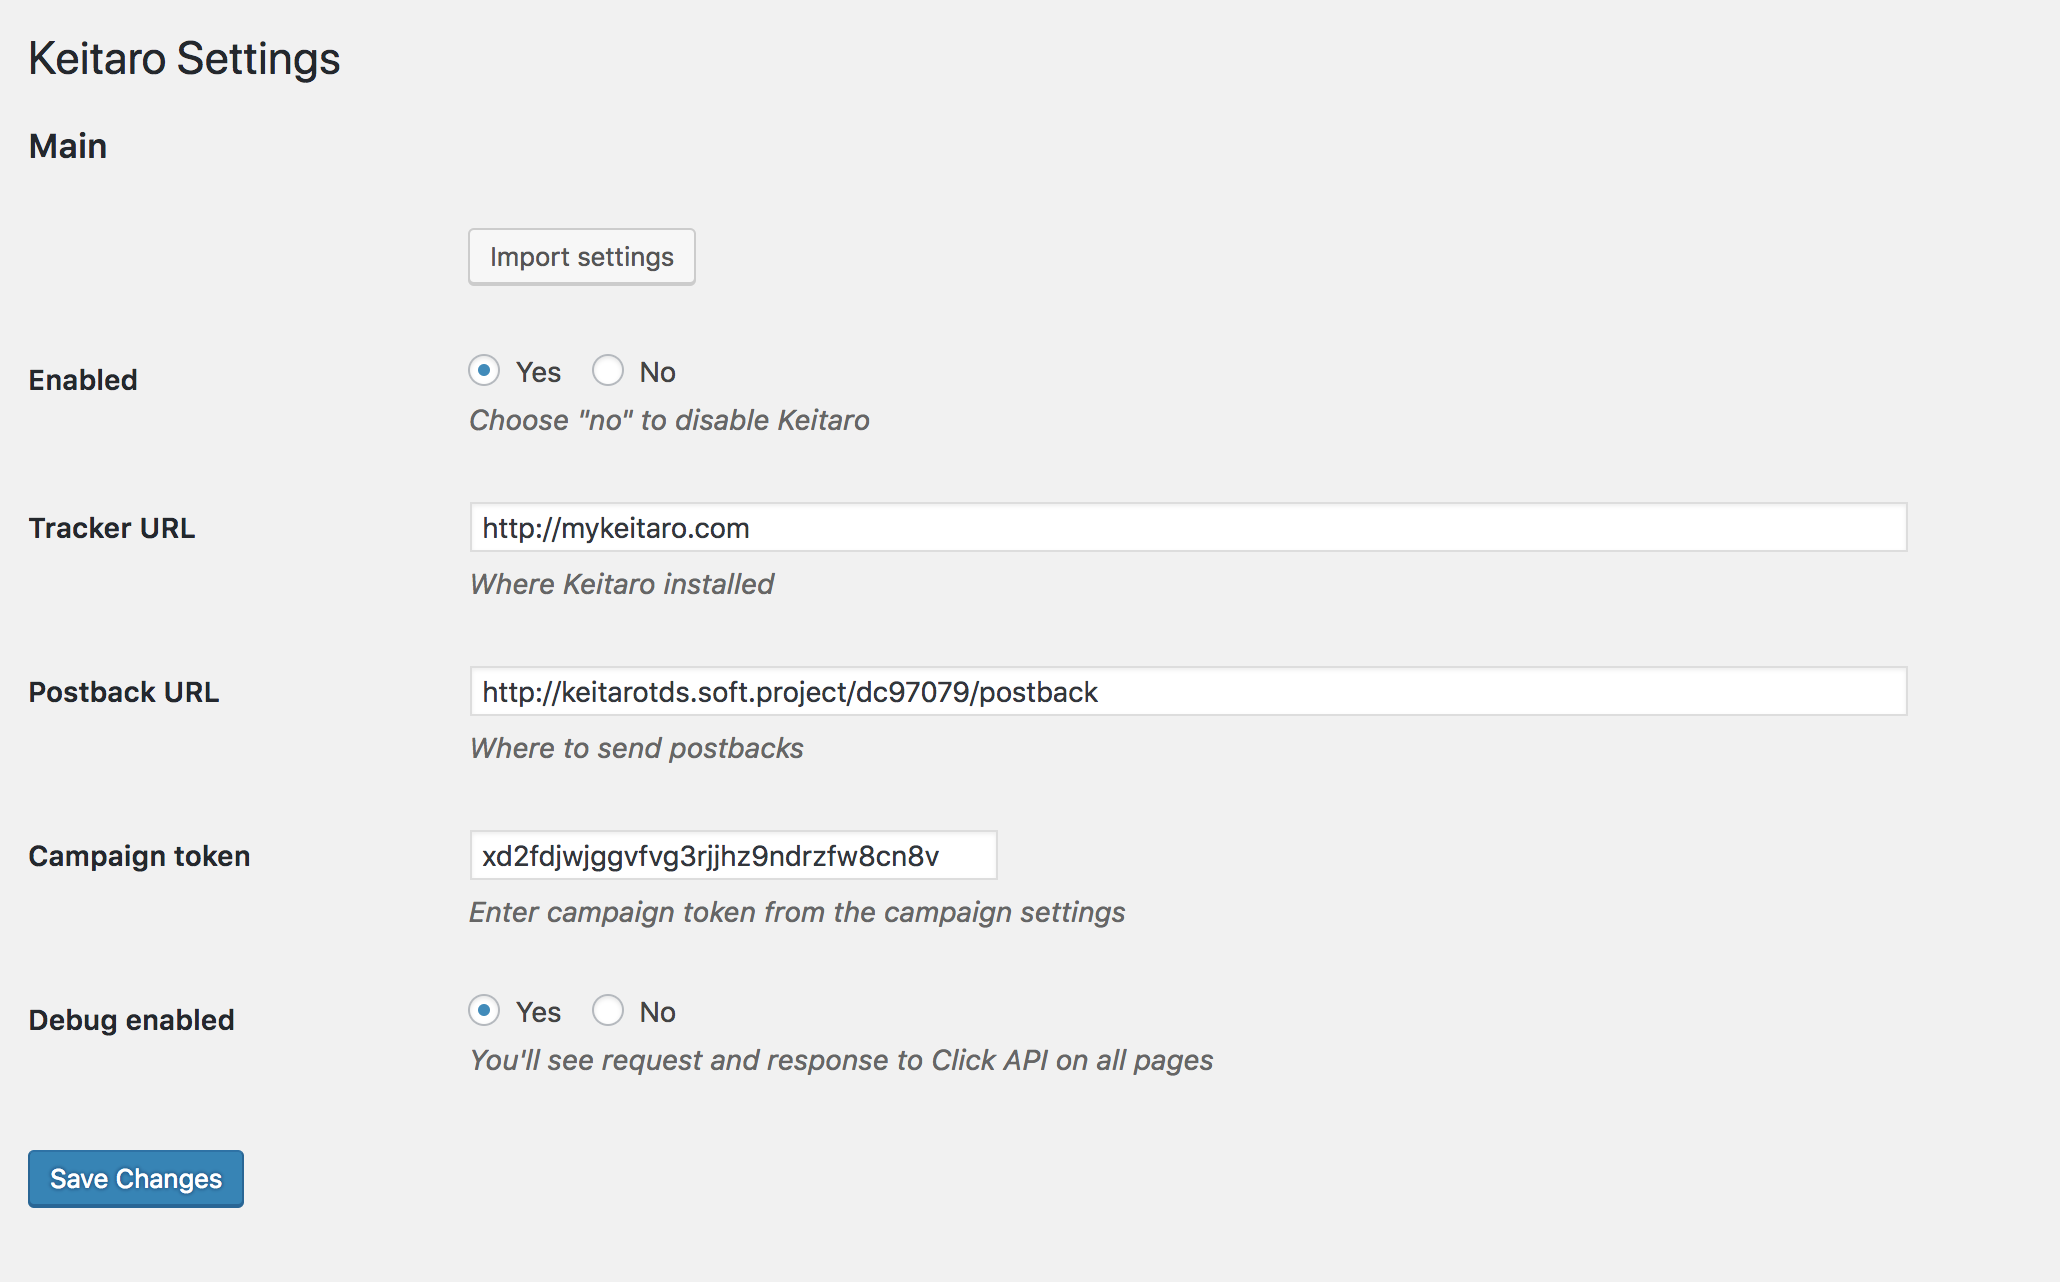 Keitaro Settings
Main
Import settings
Enabled
Yes No
Choose "no" to disable Keitaro
Tracker URL
http://mykeitaro.com
Where Keitaro installed
Postback URL
http://keitarotds.soft.project/dc97079/postback
Where to send postbacks
Campaign token
xd2fdjwjggvfvg3rjjhz9ndrzfw8cn8v
Enter campaign token from the campaign settings
Debug enabled
Yes No
You'll see request and response to Click API on all pages
Save Changes